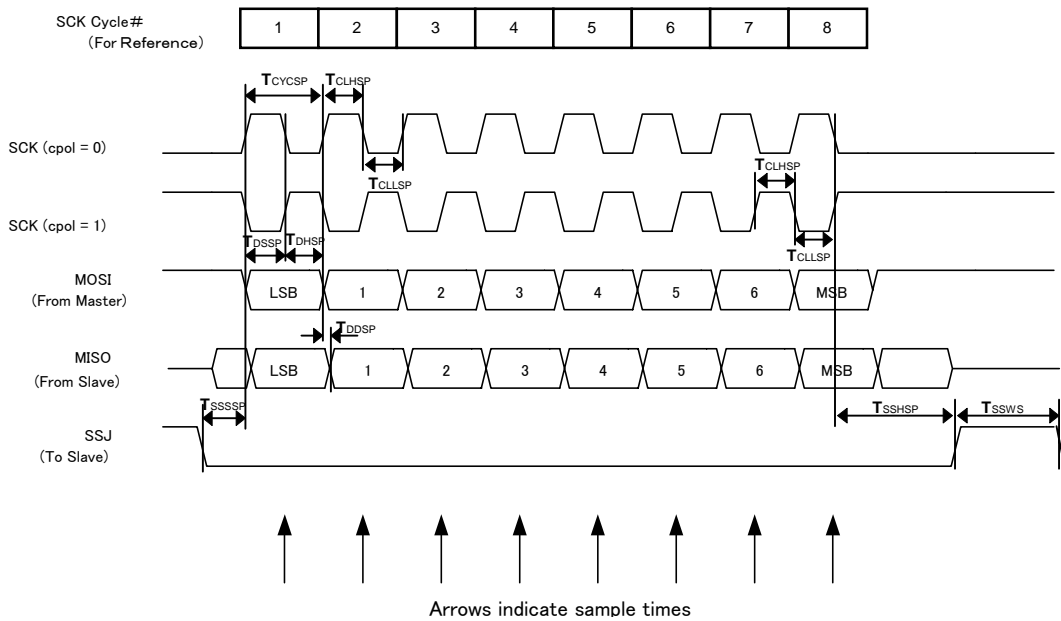 SCK Cycle#
(For Reference)
1 2 3 4 5 6 7 8
TCYCSP TCLHSP
SCK (cpol = 0)
TCLLSP
TCLHSP
SCK (cpol = 1)
TDSSP TDHSP
TCLLSP
MOSI
(From Master)
LSB 1 2 3 4 5 6 MSB
TDDSP
MISO
(From Slave)
LSB 1 2 3 4 5 6 MSB
TSSSSP
TSSHSP TSSWS
SSJ
(To Slave)
Arrows indicate sample times